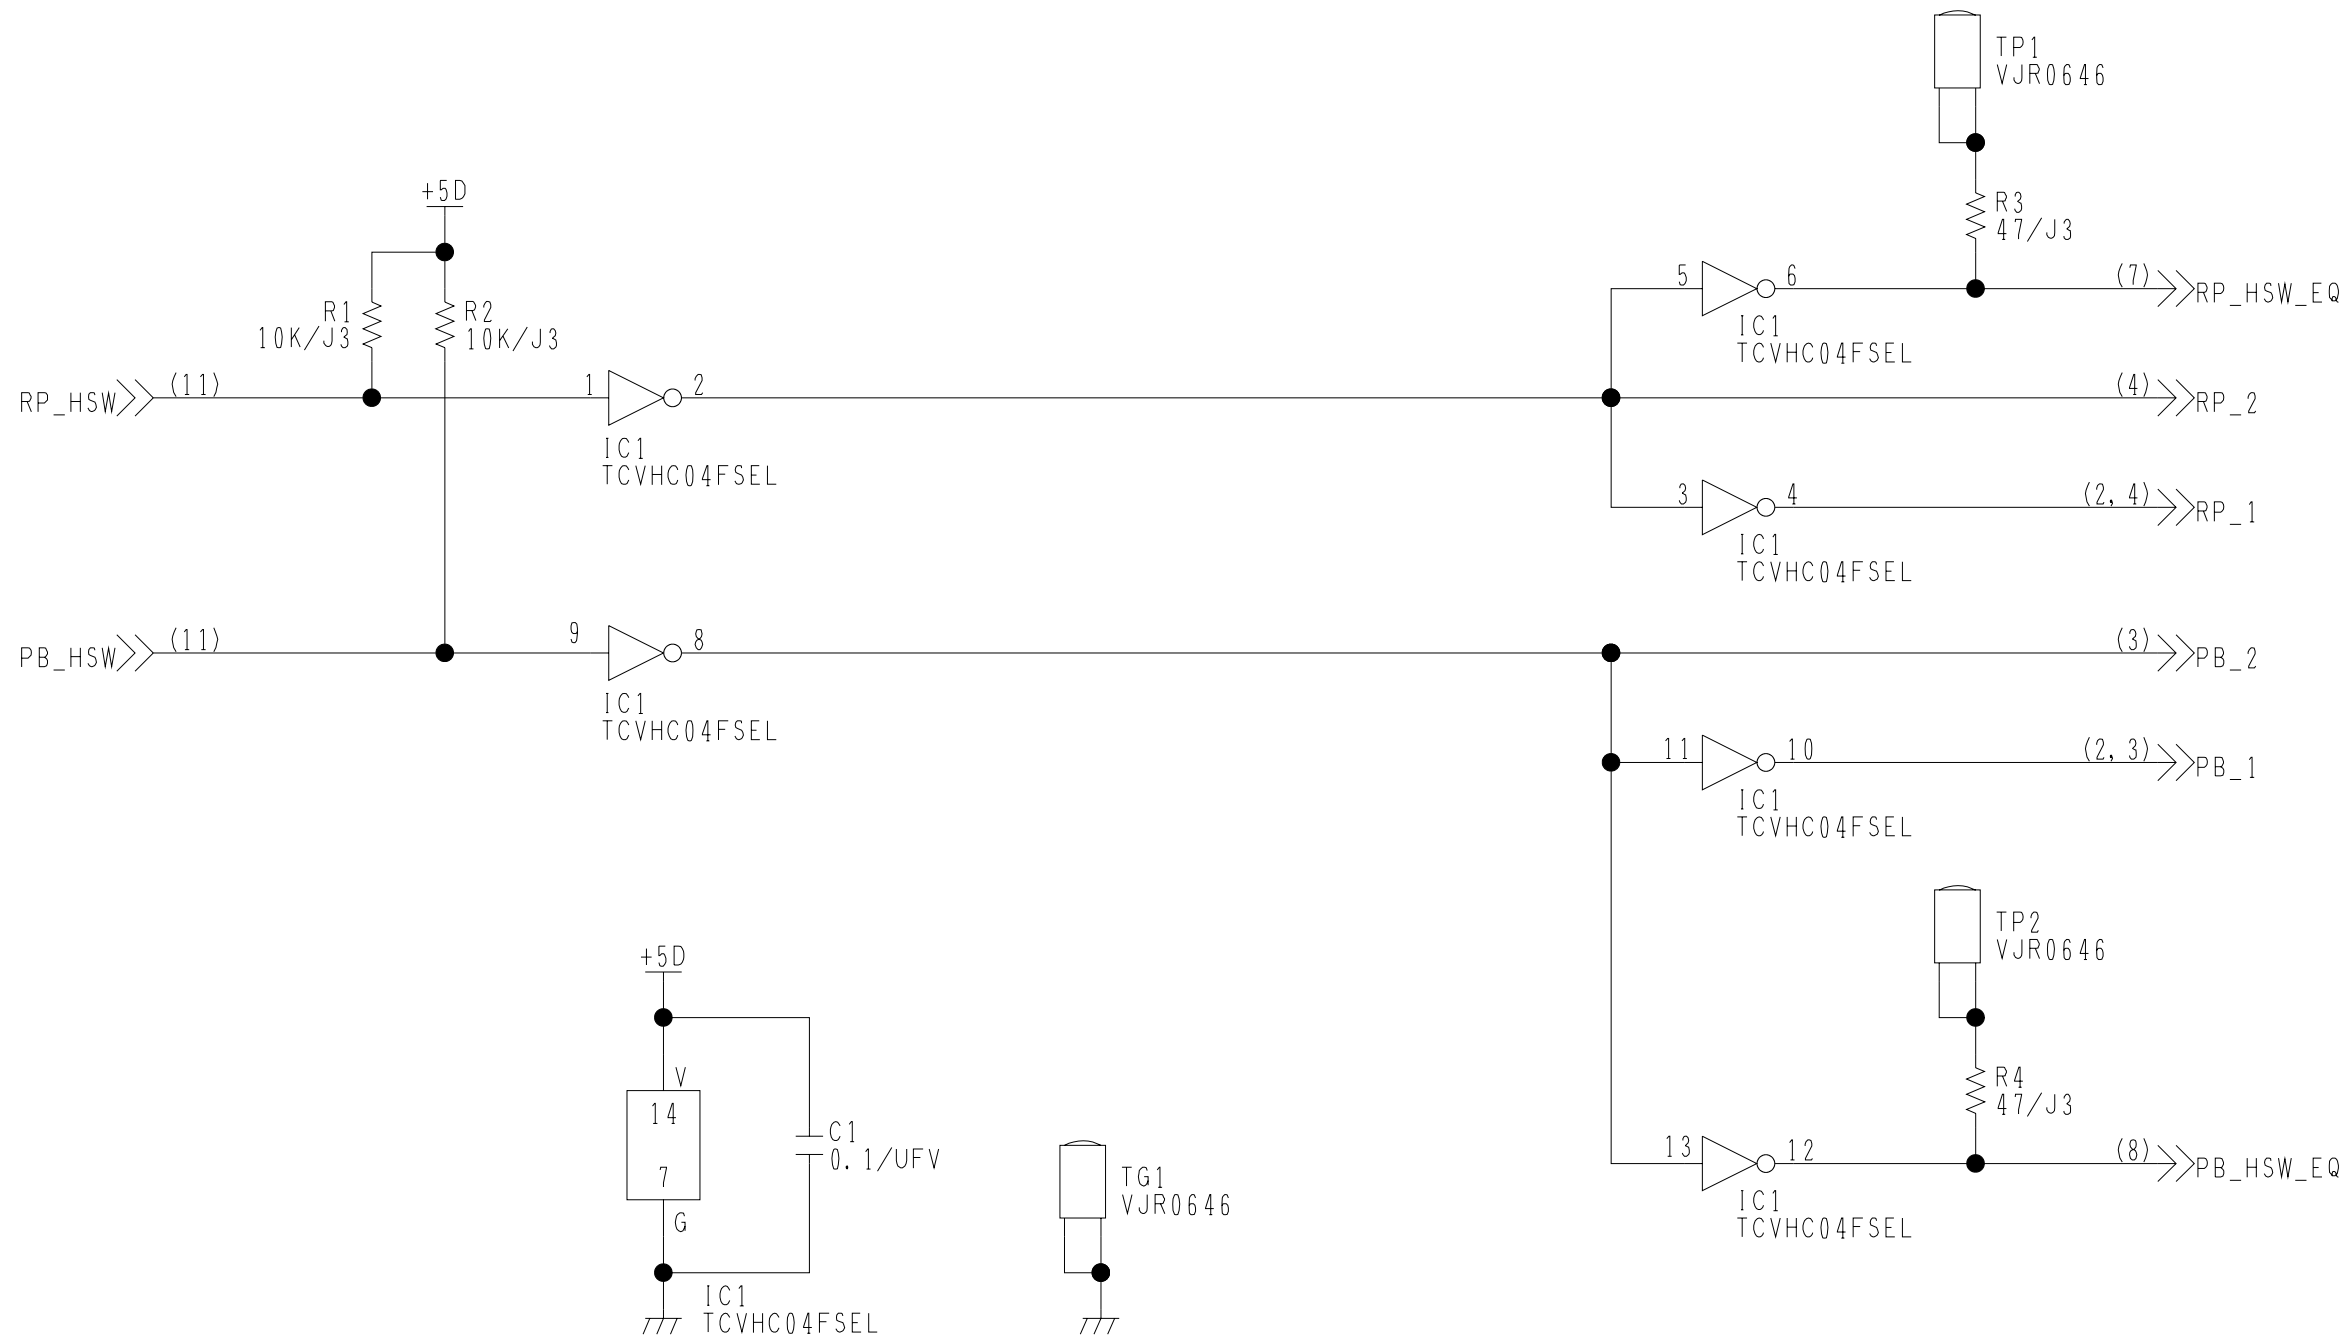 TP1
VJR0646
+5D
R3
47/J3
5
6
(7)
RP_HSW_EQ
R1
10K/J3
R2
10K/J3
IC1
TCVHC04FSEL
RP_HSW
(11)
1
2
(4)
RP_2
IC1
TCVHC04FSEL
3
4
(2, 4)
RP_1
IC1
TCVHC04FSEL
PB_HSW
(11)
9
8
(3)
PB_2
IC1
TCVHC04FSEL
11
10
(2, 3)
PB_1
IC1
TCVHC04FSEL
TP2
VJR0646
+5D
V
14
7
G
C1
0.1/UFV
IC1
TCVHC04FSEL
TG1
VJR0646
R4
47/J3
13
12
(8)
PB_HSW_EQ
IC1
TCVHC04FSEL